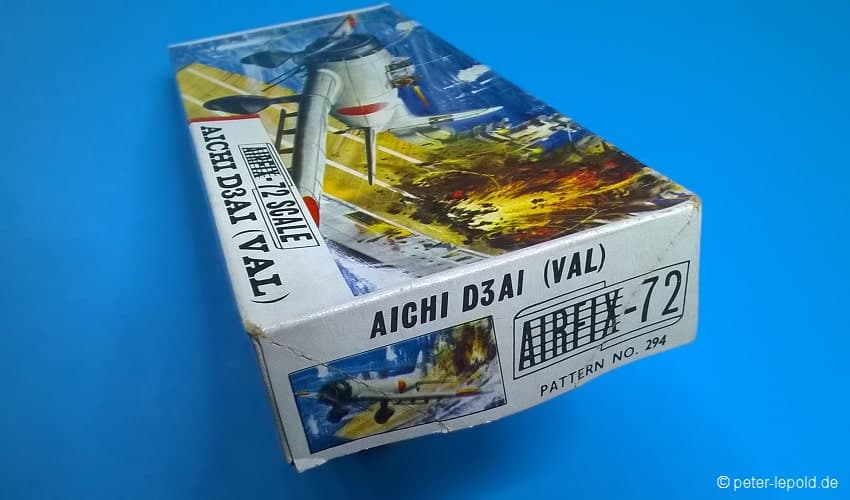 AIRFIX-72 SCALE
AICHI D3A1 (VAL)
AICHI D3A1 (VAL)
AIRFIX-72
PATTERN NO. 294
© peter-lepold.de